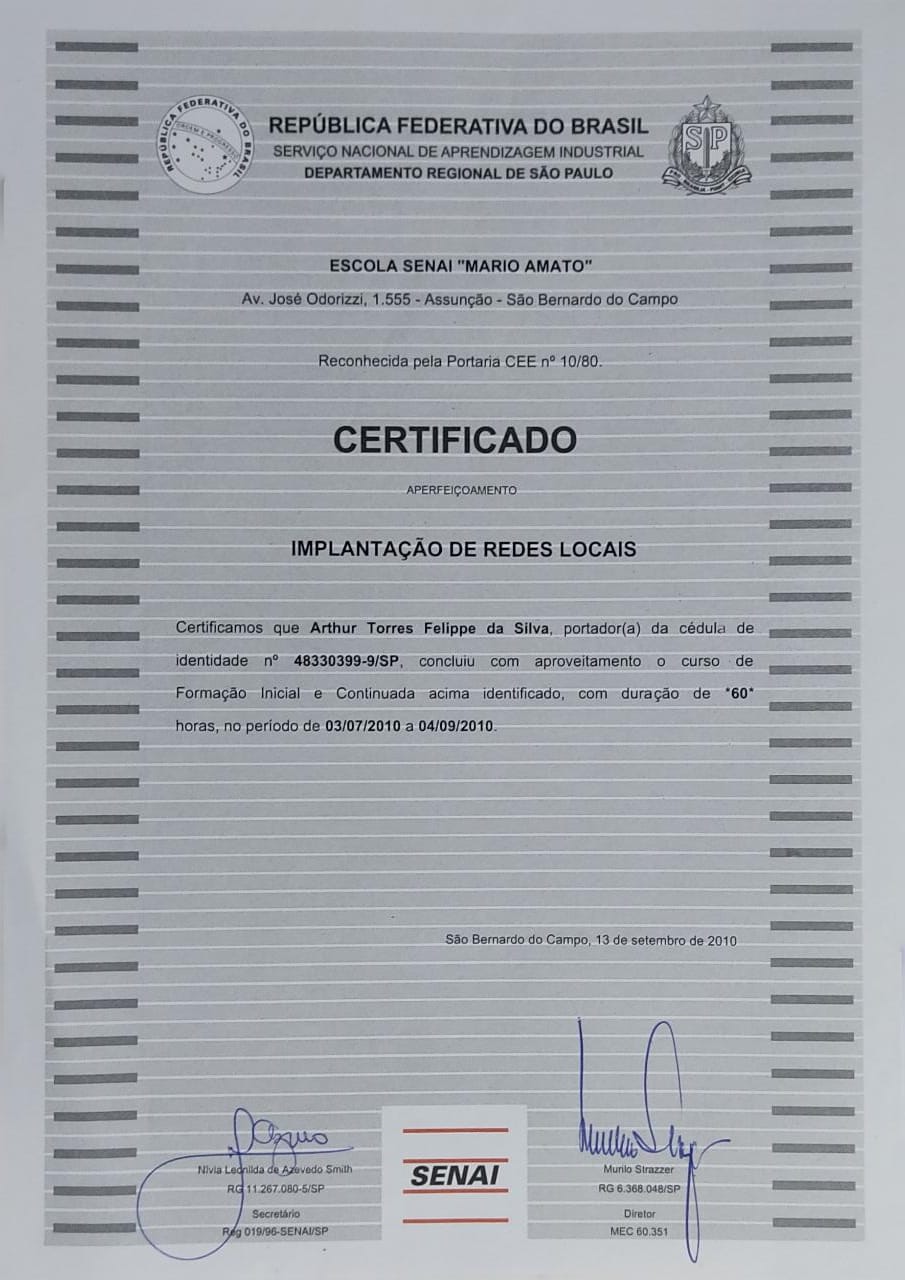 REPÚBLICA FEDERATIVA DO BRASIL
ORDEM E PROGRESSO
REPÚBLICA FEDERATIVA DO BRASIL
SERVIÇO NACIONAL DE APRENDIZAGEM INDUSTRIAL
DEPARTAMENTO REGIONAL DE SÃO PAULO
SP
ESCOLA SENAI "MARIO AMATO"
Av. José Odorizzi, 1.555 - Assunção - São Bernardo do Campo
Reconhecida pela Portaria CEE nº 10/80.
CERTIFICADO
APERFEIÇOAMENTO
IMPLANTAÇÃO DE REDES LOCAIS
Certificamos que Arthur Torres Felippe da Silva, portador(a) da cédula de
identidade nº 48330399-9/SP, concluiu com aproveitamento o curso de
Formação Inicial e Continuada acima identificado, com duração de *60*
horas, no período de 03/07/2010 a 04/09/2010.
São Bernardo do Campo, 13 de setembro de 2010
Nivia Leonilda de Azevedo Smith
RG 11.267.080-5/SP
Secretário
Reg 019/96-SENAI/SP
SENAI
Murilo Strazzer
RG 6.368.048/SP
Diretor
MEC 60.351